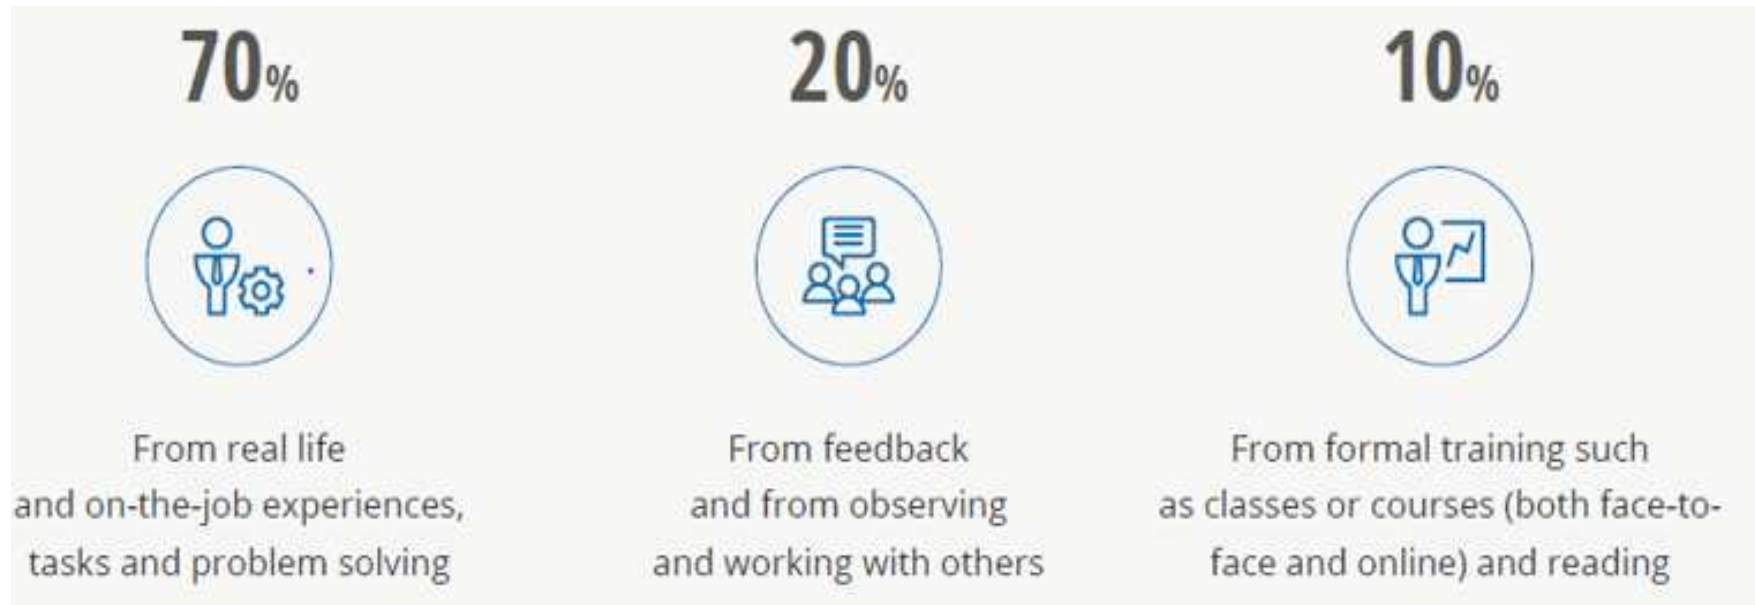 70%
From real life
and on-the-job experiences,
tasks and problem solving
20%
From feedback
and from observing
and working with others
10%
From formal training such
as classes or courses (both face-to-
face and online) and reading